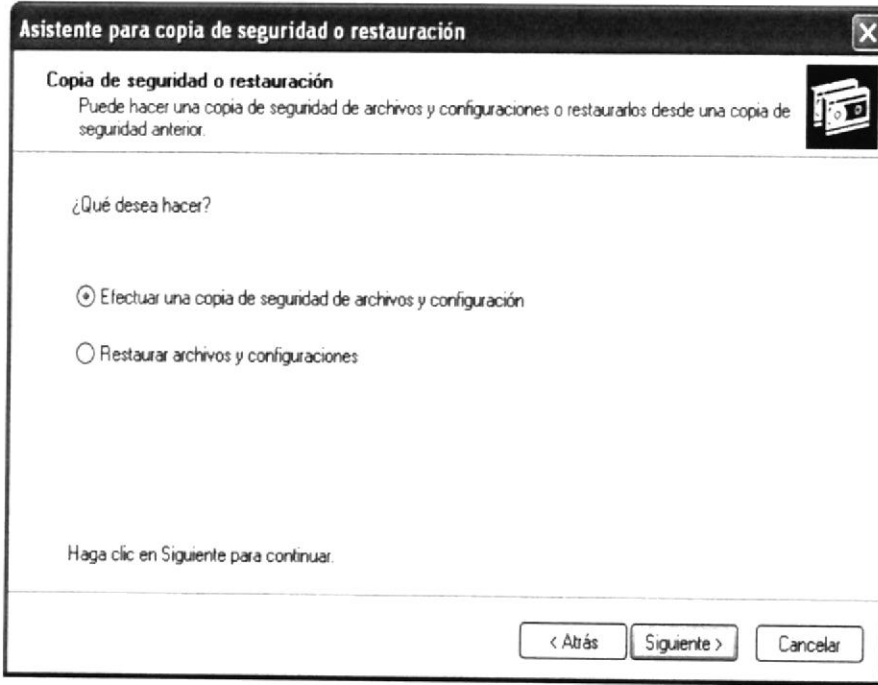 Asistente para copia de seguridad o restauración
Copia de seguridad o restauración
Puede hacer una copia de seguridad de archivos y configuraciones o restaurarlos desde una copia de
seguridad anterior.
¿Qué desea hacer?
Efectuar una copia de seguridad de archivos y configuración
Restaurar archivos y configuraciones
Haga clic en Siguiente para continuar.
< Atrás
Siguiente >
Cancelar